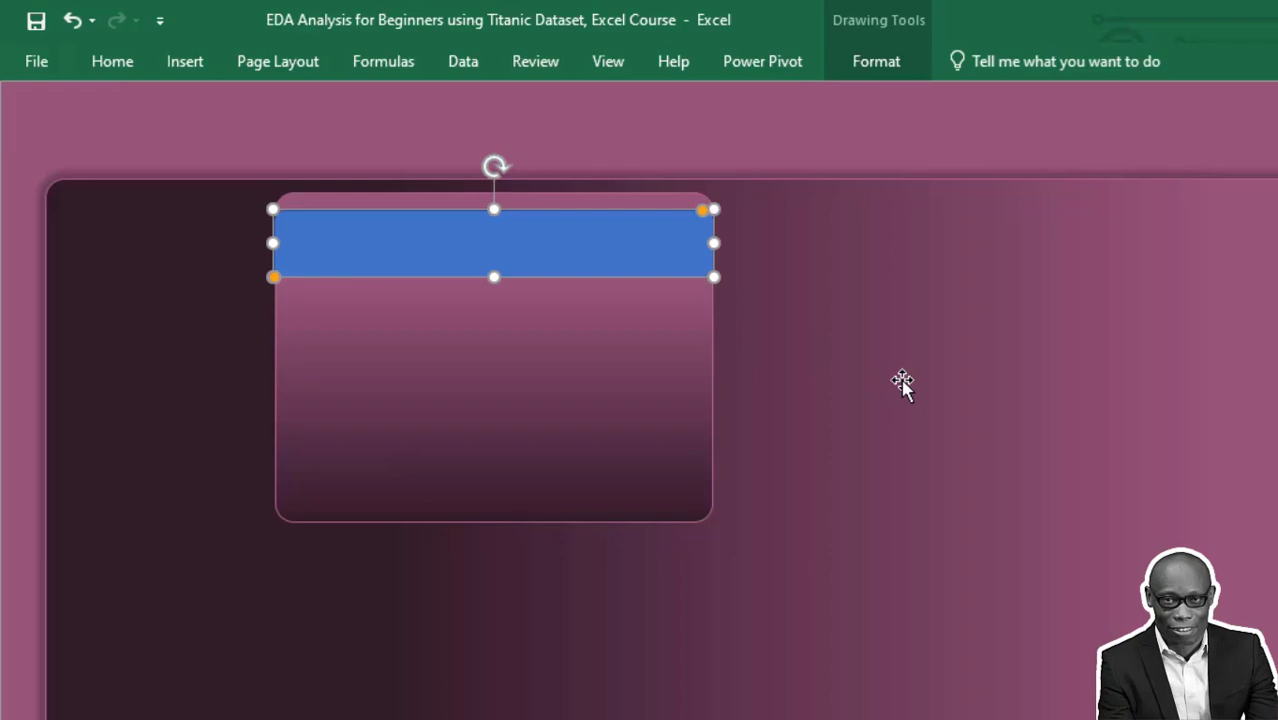 EDA Analysis for Beginners using Titanic Dataset, Excel Course - Excel
Drawing Tools
File Home Insert Page Layout Formulas Data Review View Help Power Pivot Format Tell me what you want to do